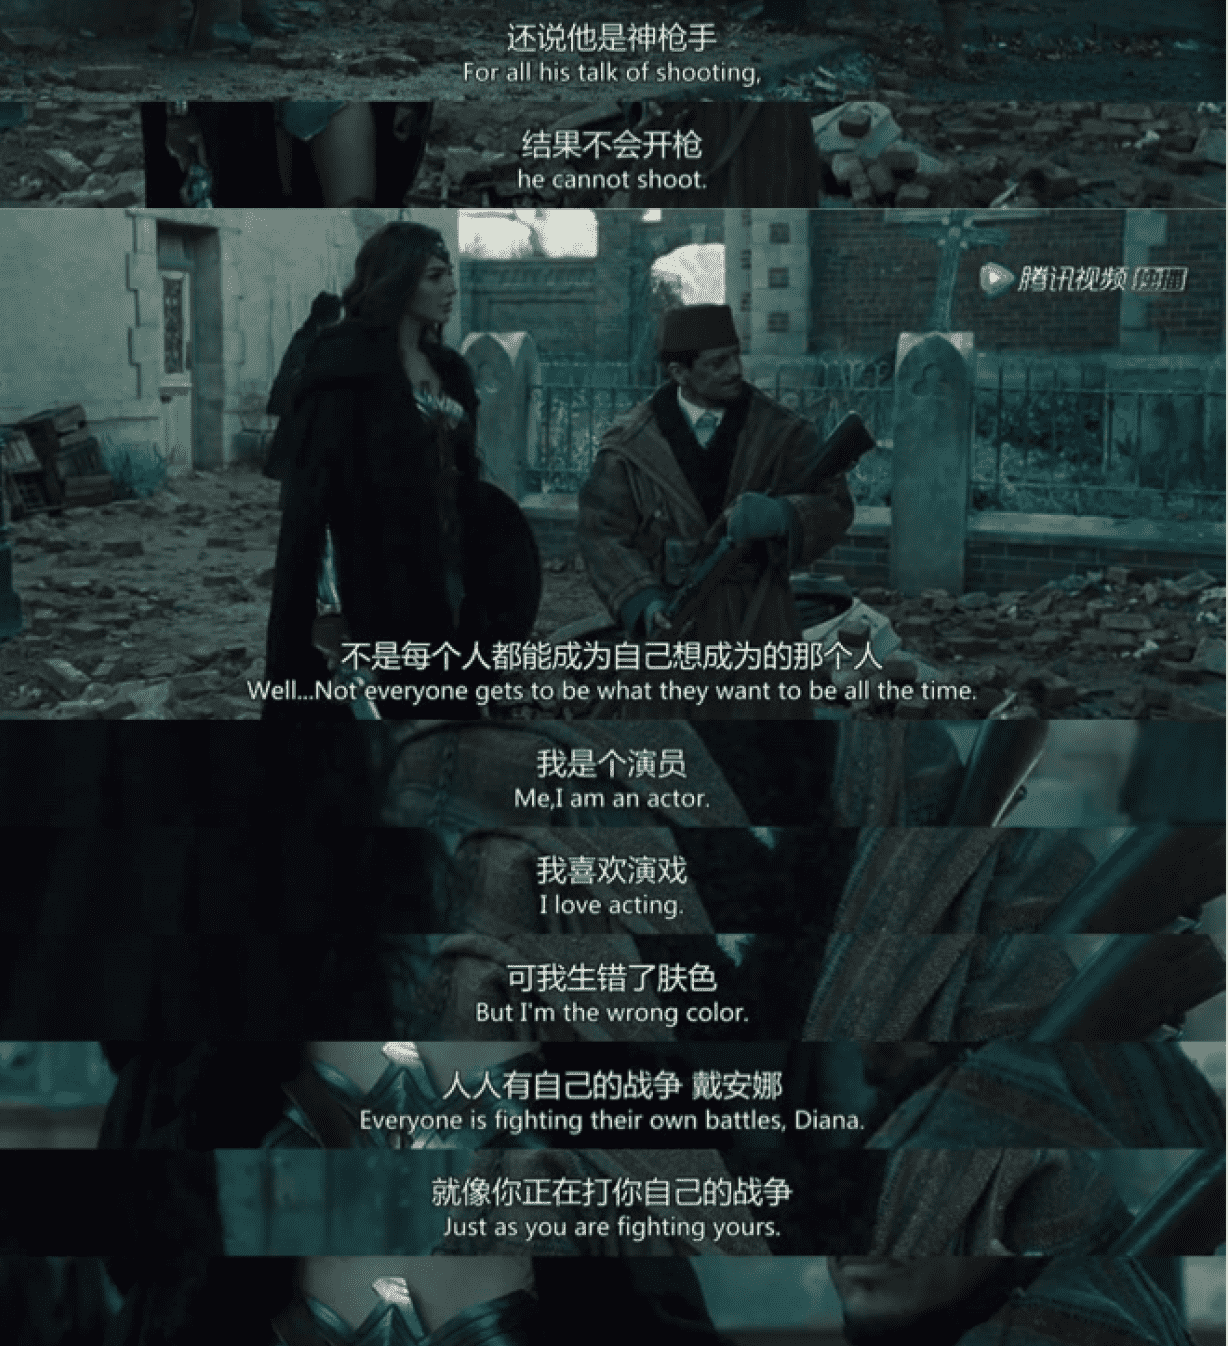 还说他是神枪手
For all his talk of shooting,
结果不会开枪
he cannot shoot.
腾讯视频 独播
不是每个人都能成为自己想成为的那个人
Well...Not everyone gets to be what they want to be all the time.
我是个演员
Me,I am an actor.
我喜欢演戏
I love acting.
可我生错了肤色
But I'm the wrong color.
人人有自己的战争 戴安娜
Everyone is fighting their own battles, Diana.
就像你正在打你自己的战争
Just as you are fighting yours.